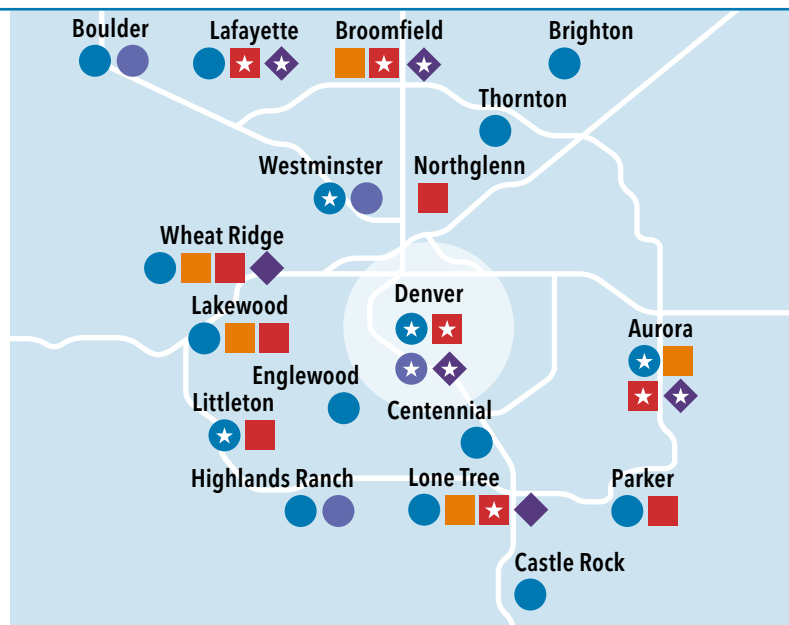 Boulder
Lafayette
Broomfield
Brighton
Thornton
Westminster
Northglenn
Wheat Ridge
Denver
Lakewood
Aurora
Englewood
Littleton
Centennial
Highlands Ranch
Lone Tree
Parker
Castle Rock